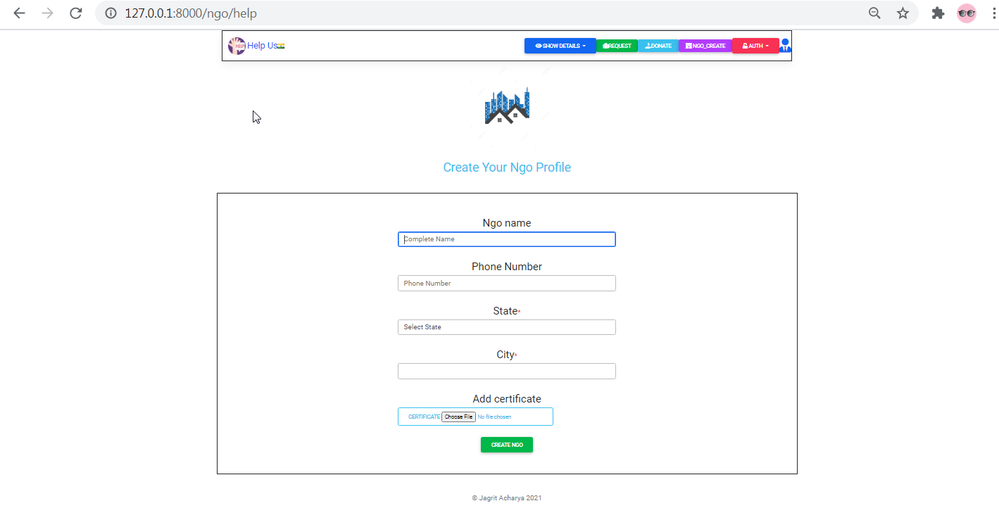 127.0.0.1:8000/ngo/help
HELP! Help Us SHOW DETAILS REQUEST DONATE NGO_CREATE AUTH
Create Your Ngo Profile
Ngo name
Complete Name
Phone Number
Phone Number
State*
Select State
City*
Add certificate
CERTIFICATE Choose File No file chosen
CREATE NGO
© Jagrit Acharya 2021